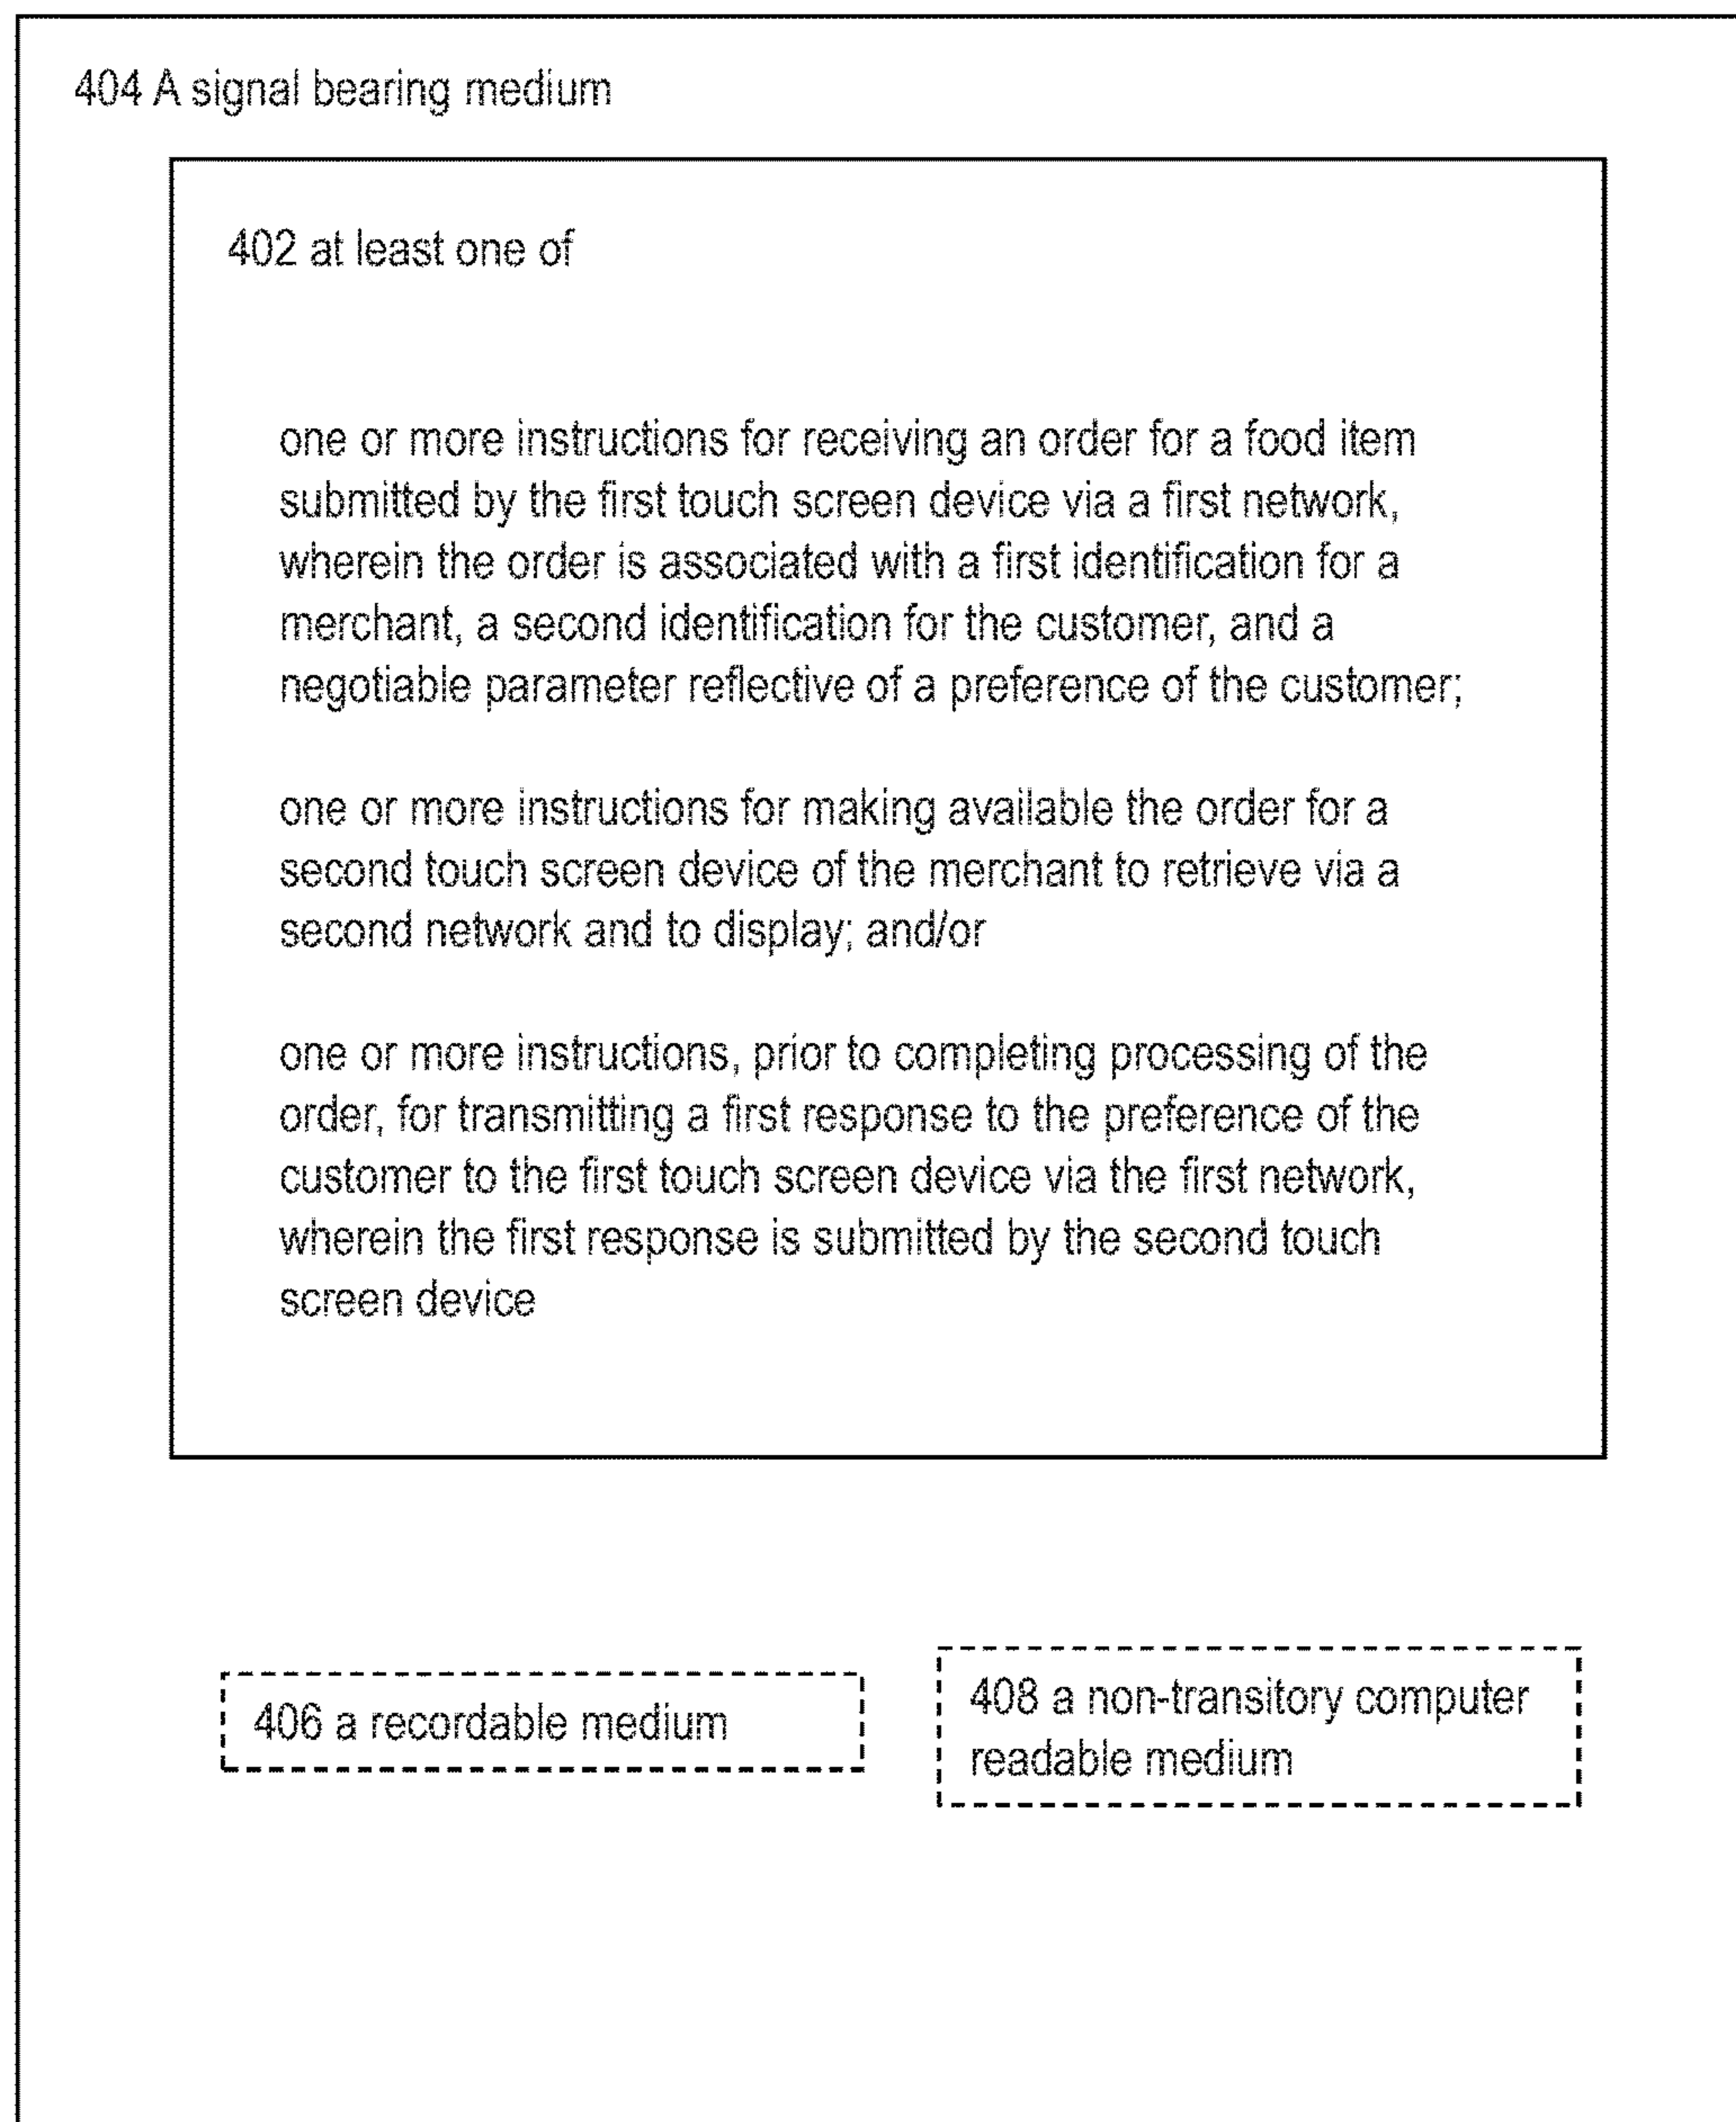 404 A signal bearing medium
402 at least one of
one or more instructions for receiving an order for a food item
submitted by the first touch screen device via a first network,
wherein the order is associated with a first identification for a
merchant, a second identification for the customer, and a
negotiable parameter reflective of a preference of the customer;
one or more instructions for making available the order for a
second touch screen device of the merchant to retrieve via a
second network and to display; and/or
one or more instructions, prior to completing processing of the
order, for transmitting a first response to the preference of the
customer to the first touch screen device via the first network,
wherein the first response is submitted by the second touch
screen device
406 a recordable medium
408 a non-transitory computer
readable medium